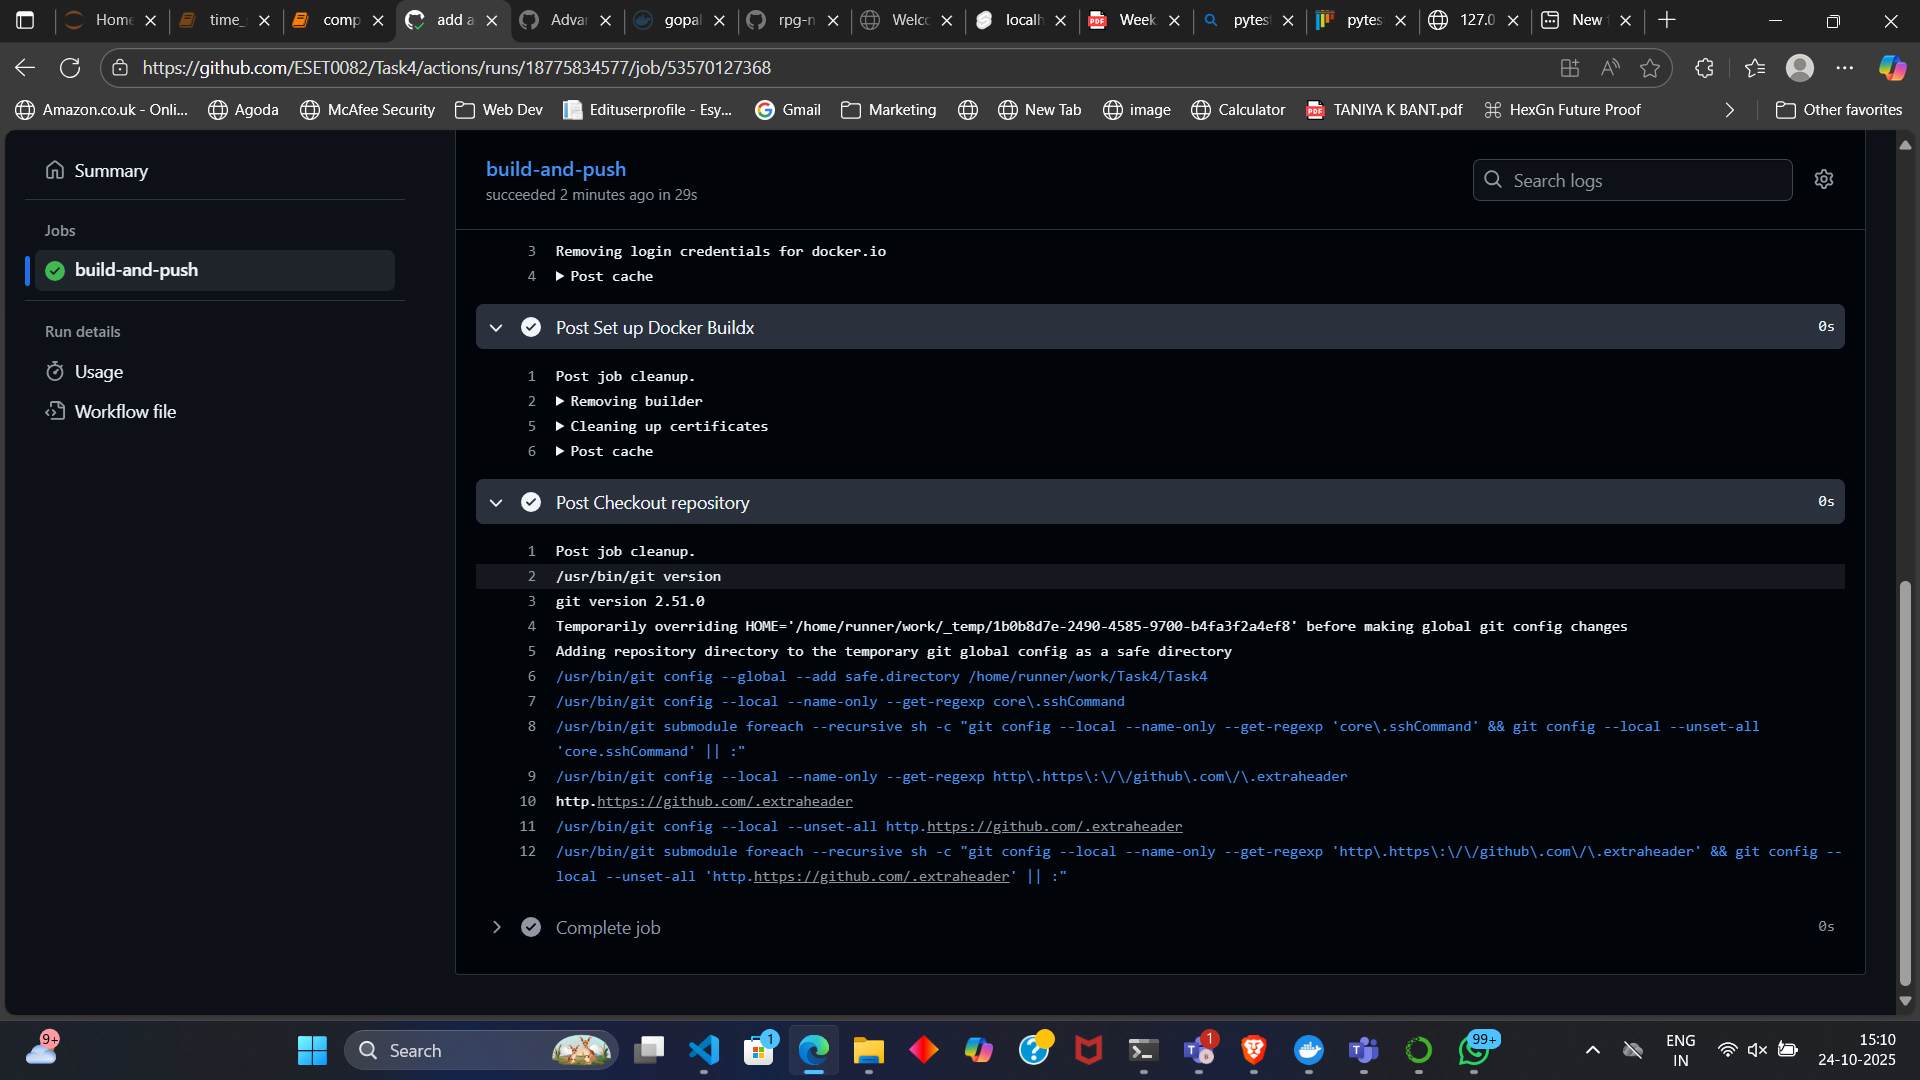 Home
time_
comp
add a
Advan
gopal
rpg-n
Welco
localh
Week
pytes
pytes
127.0
New
https://github.com/ESET0082/Task4/actions/runs/18775834577/job/53570127368
Amazon.co.uk - Onli...
Agoda
McAfee Security
Web Dev
Edituserprofile - Esy...
Gmail
Marketing
New Tab
image
Calculator
TANIYA K BANT.pdf
HexGn Future Proof
Other favorites
Summary
Jobs
build-and-push
Run details
Usage
Workflow file
build-and-push
succeeded 2 minutes ago in 29s
Search logs
3 Removing login credentials for docker.io
4 Post cache
Post Set up Docker Buildx 0s
1 Post job cleanup.
2 Removing builder
5 Cleaning up certificates
6 Post cache
Post Checkout repository 0s
1 Post job cleanup.
2 /usr/bin/git version
3 git version 2.51.0
4 Temporarily overriding HOME='/home/runner/work/_temp/1b0b8d7e-2490-4585-9700-b4fa3f2a4ef8' before making global git config changes
5 Adding repository directory to the temporary git global config as a safe directory
6 /usr/bin/git config --global --add safe.directory /home/runner/work/Task4/Task4
7 /usr/bin/git config --local --name-only --get-regexp core\.sshCommand
8 /usr/bin/git submodule foreach --recursive sh -c "git config --local --name-only --get-regexp 'core\.sshCommand' && git config --local --unset-all
'core.sshCommand' || :"
9 /usr/bin/git config --local --name-only --get-regexp http\.https\:\/\/github\.com\/\.extraheader
10 http.https://github.com/.extraheader
11 /usr/bin/git config --local --unset-all http.https://github.com/.extraheader
12 /usr/bin/git submodule foreach --recursive sh -c "git config --local --name-only --get-regexp 'http\.https\:\/\/github\.com\/\.extraheader' && git config --
local --unset-all 'http.https://github.com/.extraheader' || :"
Complete job 0s
9+
Search
1
1
99+
ENG
IN
15:10
24-10-2025